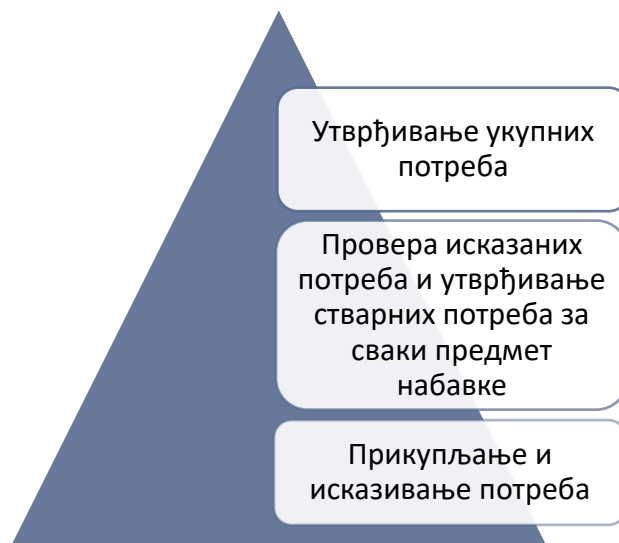 Утврђивање укупних
потреба
Провера исказаних
потреба и утврђивање
стварних потреба за
сваки предмет
набавке
Прикупљање и
исказивање потреба